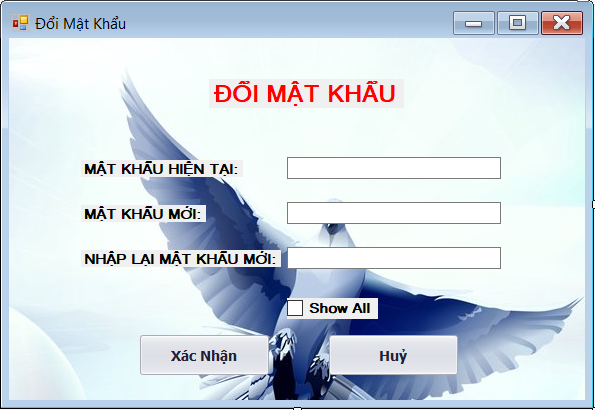 Đổi Mật Khẩu
ĐỔI MẬT KHẨU
MẬT KHẨU HIỆN TẠI:
MẬT KHẨU MỚI:
NHẬP LẠI MẬT KHẨU MỚI:
Show All
Xác Nhận Huỷ